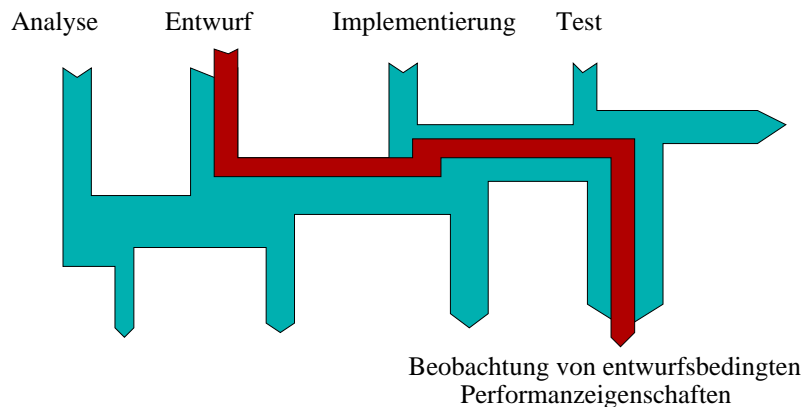 Analyse Entwurf Implementierung Test
Beobachtung von entwurfsbedingten
Performanzeigenschaften